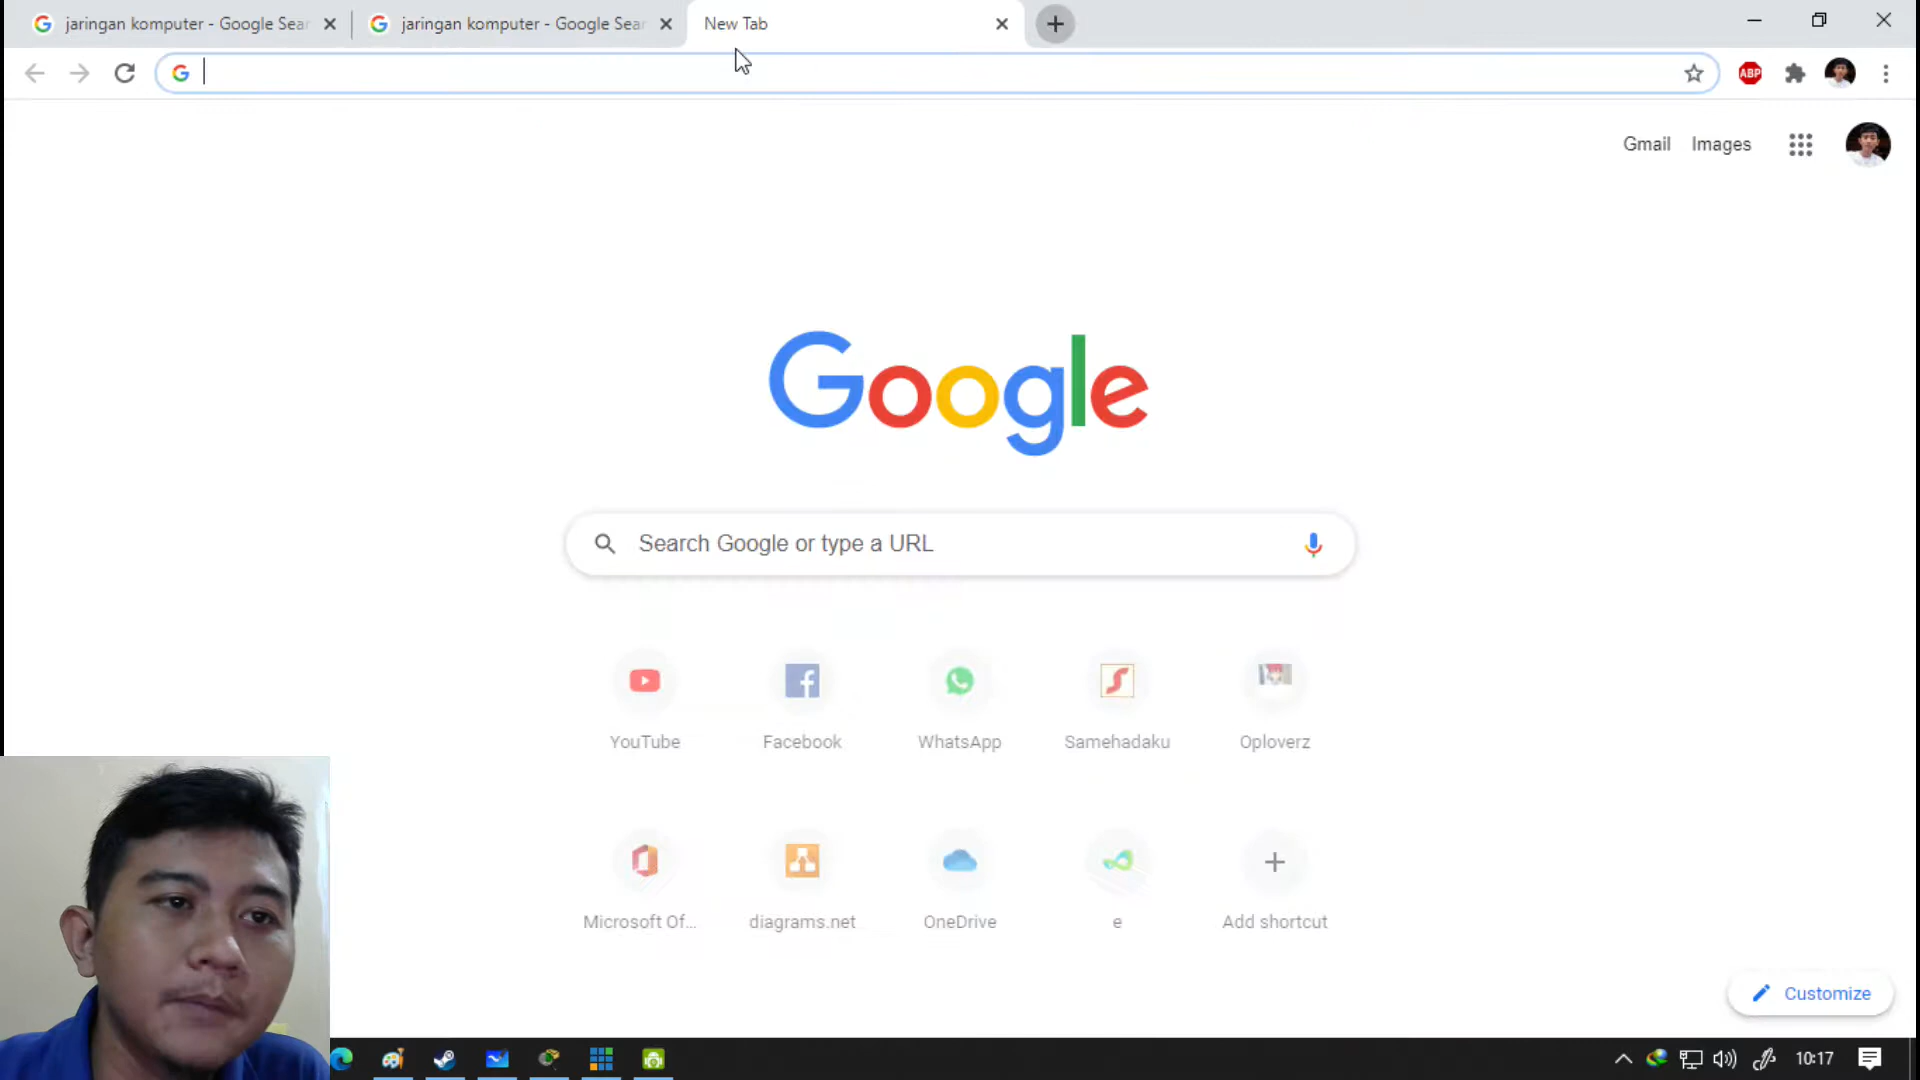 jaringan komputer - Google Sear
jaringan komputer - Google Sear
New Tab
ABP
Gmail
Images
Google
Search Google or type a URL
YouTube
Facebook
WhatsApp
Samehadaku
Oploverz
Microsoft Of...
diagrams.net
OneDrive
e
Add shortcut
Customize
10:17